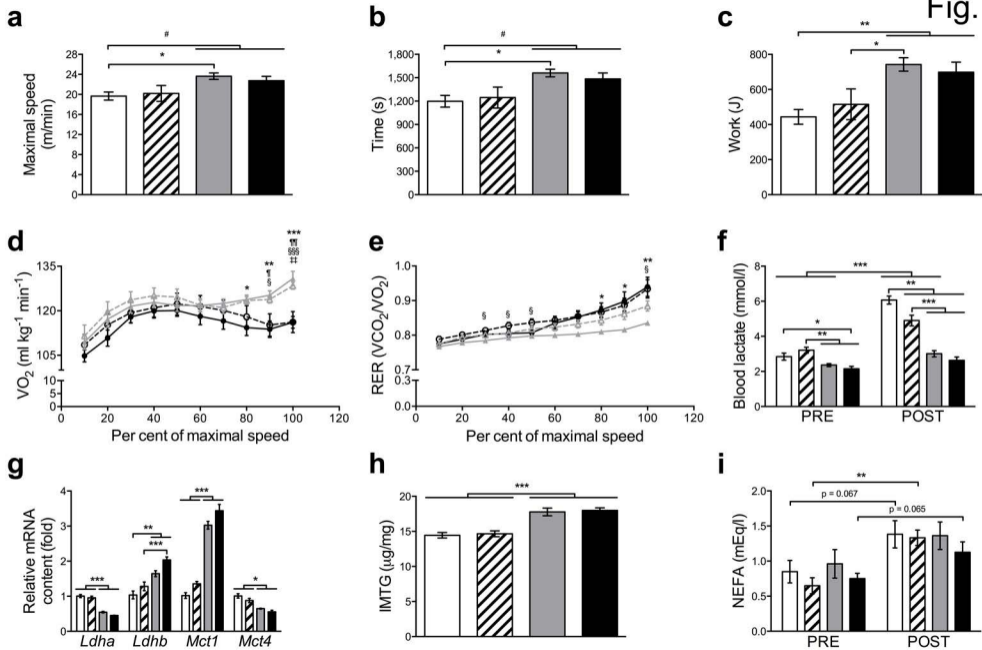 Fig.
a
#
*
28
24
20
16
12
8
4
0
Maximal speed
(m/min)
b
#
*
1,800
1,500
1,200
900
600
300
0
Time (s)
c
**
*
800
600
400
200
0
Work (J)
d
***
¶¶
§§§
‡‡
**
¶
§
*
135
120
105
10
5
0
VO2 (ml kg-1 min-1)
0 20 40 60 80 100 120
Per cent of maximal speed
e
**
§
§ § §
* *
1.0
0.9
0.8
0.7
0.3
0.0
RER (VCO2/VO2)
20 40 60 80 100 120
Per cent of maximal speed
f
***
**
***
*
**
8
6
4
2
0
Blood lactate (mmol/l)
PRE POST
g
***
**
***
***
*
4
3
2
1
0
Relative mRNA
content (fold)
Ldha Ldhb Mct1 Mct4
h
***
20
15
10
5
0
IMTG (µg/mg)
i
**
p = 0.067
p = 0.065
2.0
1.5
1.0
0.5
0.0
NEFA (mEq/l)
PRE POST